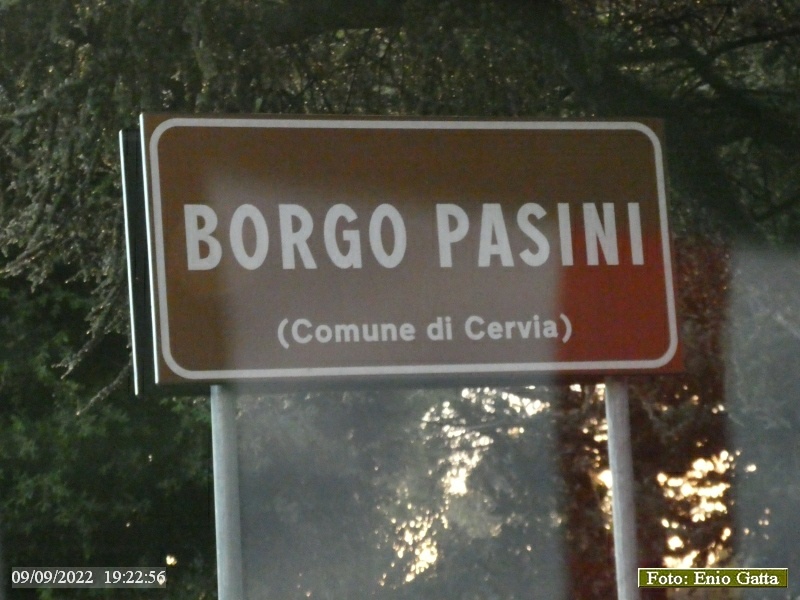 BORGO PASINI
(Comune di Cervia)
09/09/2022 19:22:56
Foto: Enio Gatta